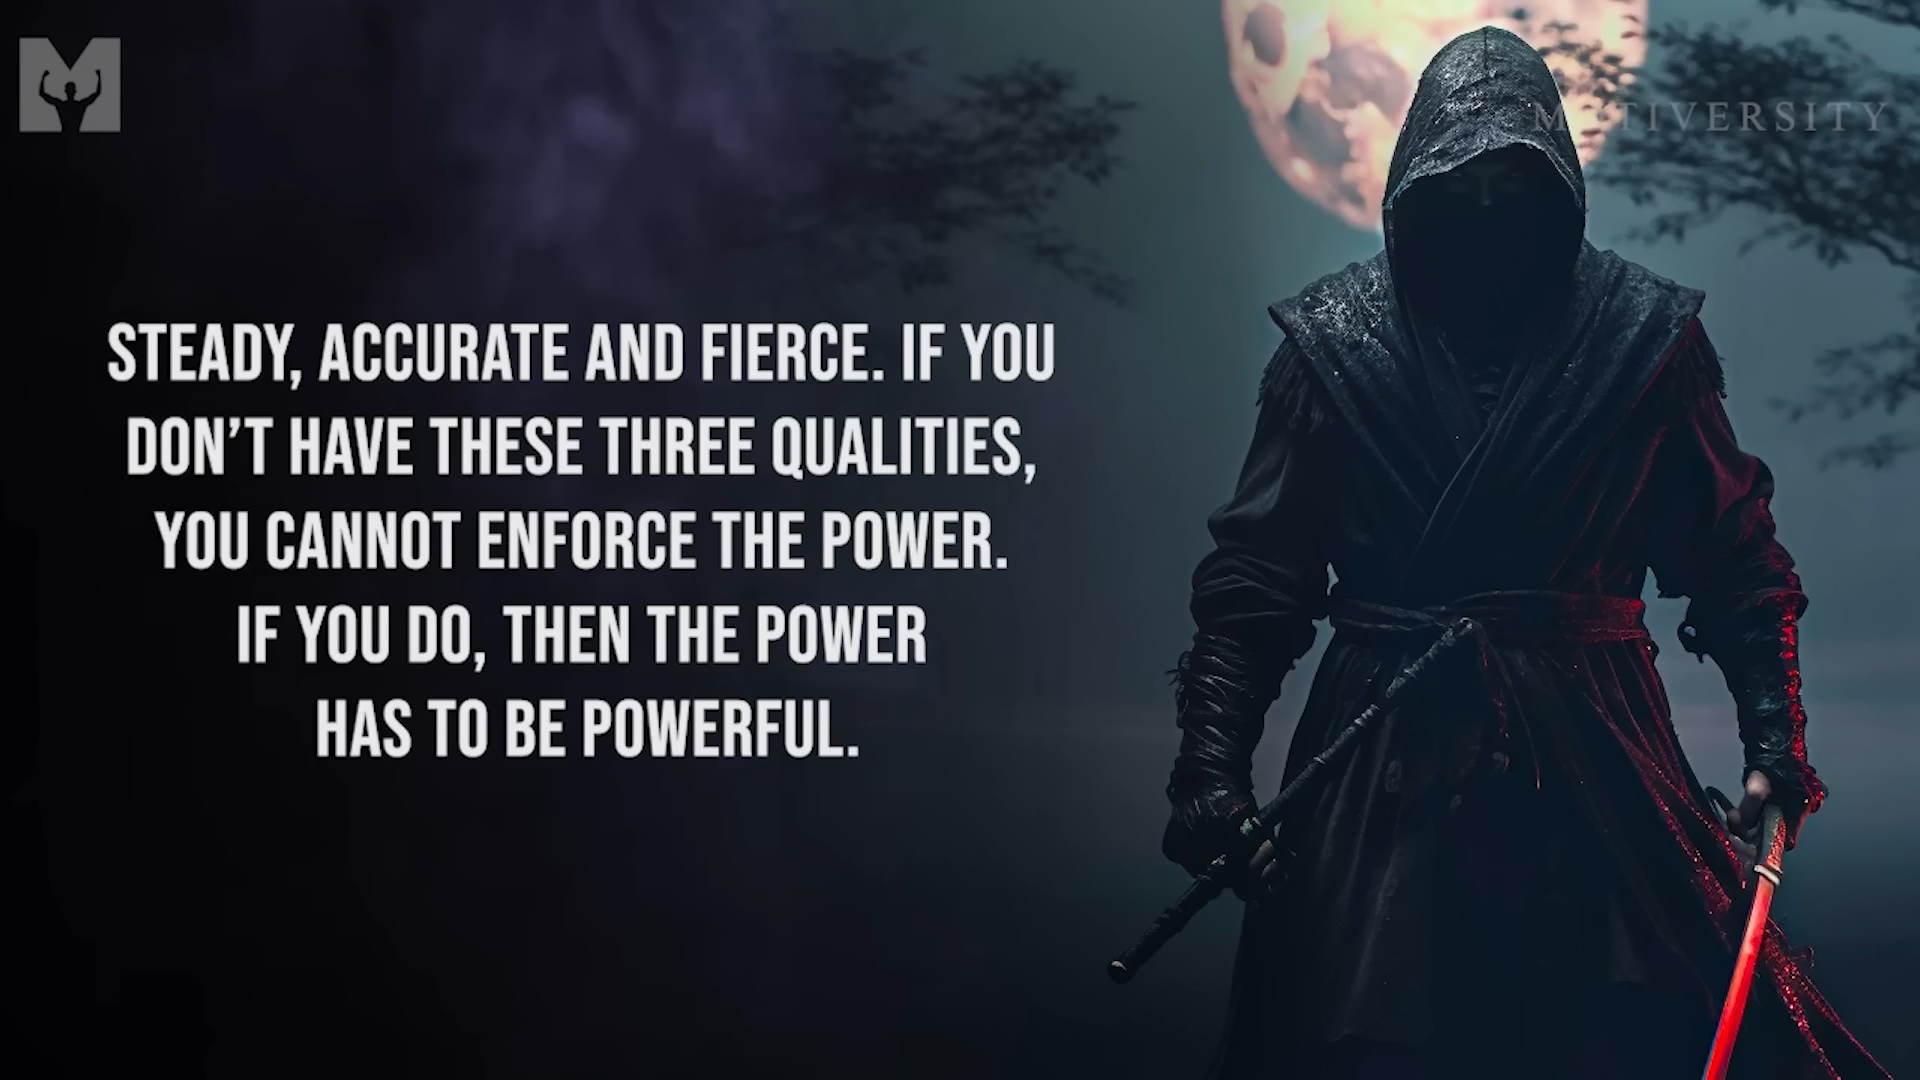 MOTIVERSITY
STEADY, ACCURATE AND FIERCE. IF YOU
DON’T HAVE THESE THREE QUALITIES,
YOU CANNOT ENFORCE THE POWER.
IF YOU DO, THEN THE POWER
HAS TO BE POWERFUL.